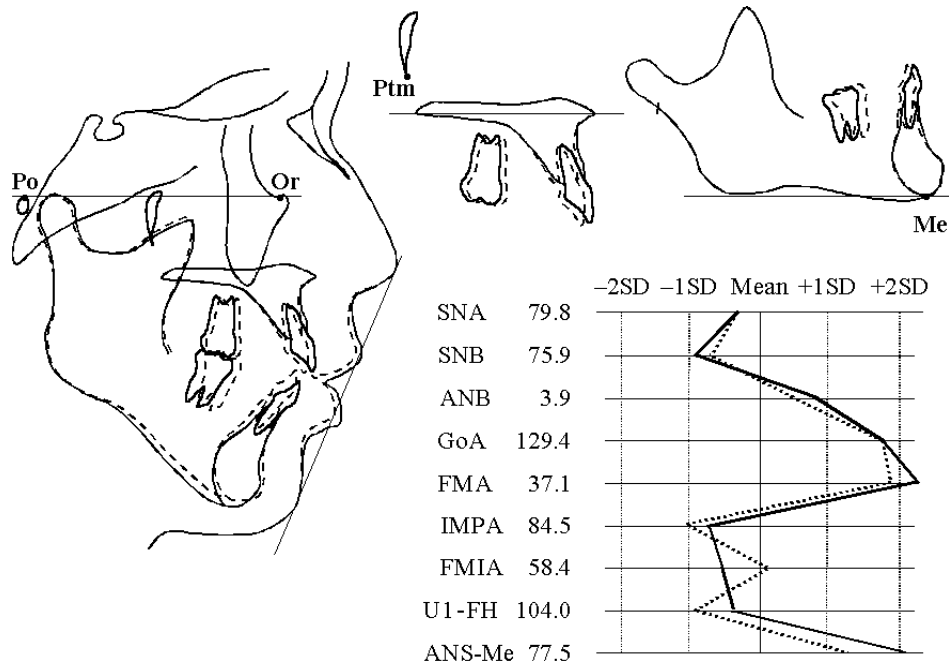 Ptm
Po
Or
Me
−2SD −1SD Mean +1SD +2SD
SNA 79.8
SNB 75.9
ANB 3.9
GoA 129.4
FMA 37.1
IMPA 84.5
FMIA 58.4
U1-FH 104.0
ANS-Me 77.5